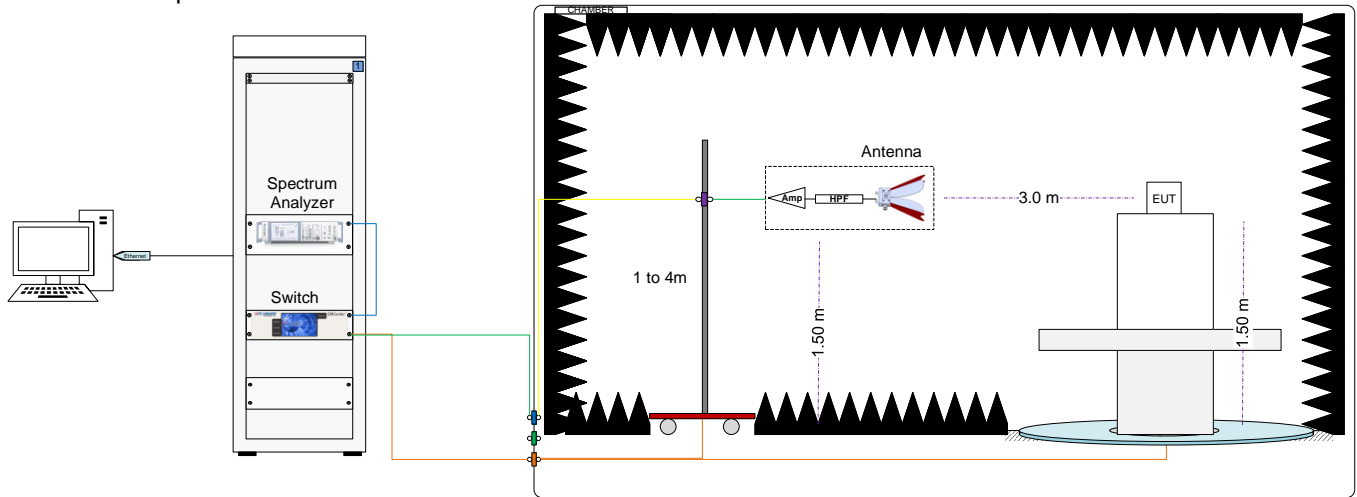 CHAMBER
1
Antenna
Spectrum
Analyzer
Amp
HPF
3.0 m
EUT
Ethernet
1 to 4m
Switch
1.50 m
1.50 m